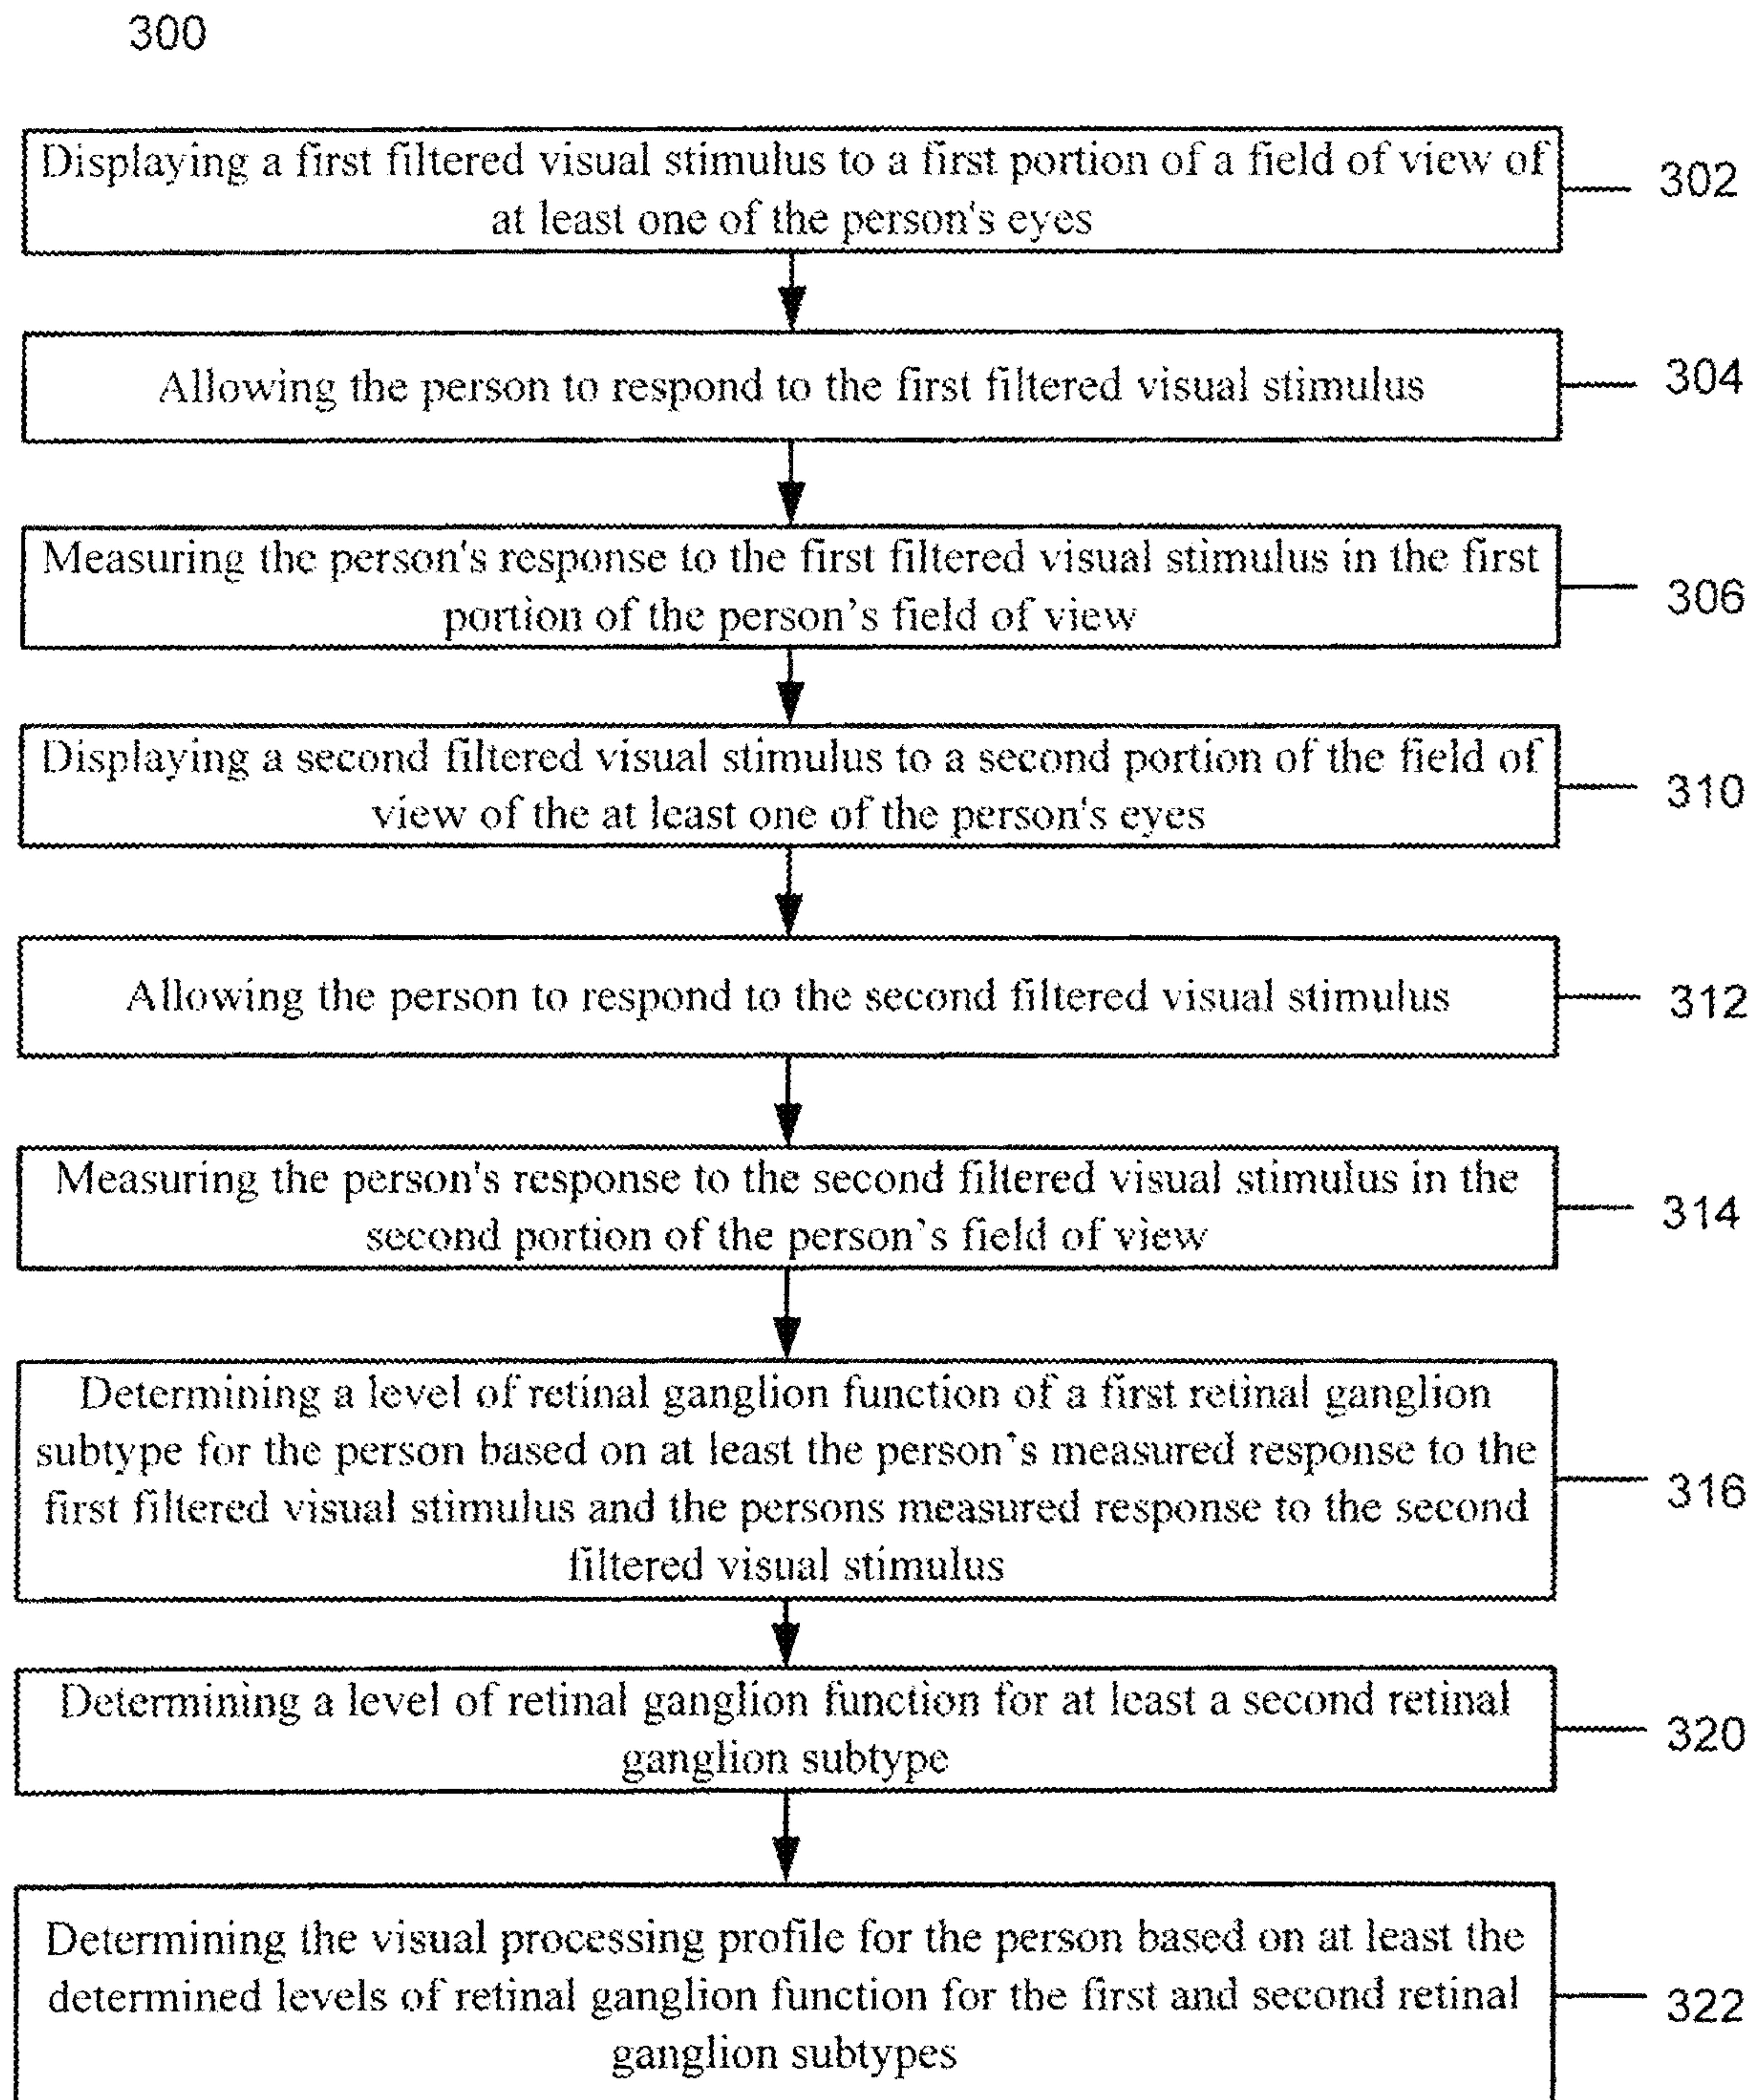 300
Displaying a first filtered visual stimulus to a first portion of a field of view of
at least one of the person's eyes
302
Allowing the person to respond to the first filtered visual stimulus
304
Measuring the person's response to the first filtered visual stimulus in the first
portion of the person’s field of view
306
Displaying a second filtered visual stimulus to a second portion of the field of
view of the at least one of the person's eyes
310
Allowing the person to respond to the second filtered visual stimulus
312
Measuring the person's response to the second filtered visual stimulus in the
second portion of the person’s field of view
314
Determining a level of retinal ganglion function of a first retinal ganglion
subtype for the person based on at least the person’s measured response to the
first filtered visual stimulus and the persons measured response to the second
filtered visual stimulus
316
Determining a level of retinal ganglion function for at least a second retinal
ganglion subtype
320
Determining the visual processing profile for the person based on at least the
determined levels of retinal ganglion function for the first and second retinal
ganglion subtypes
322